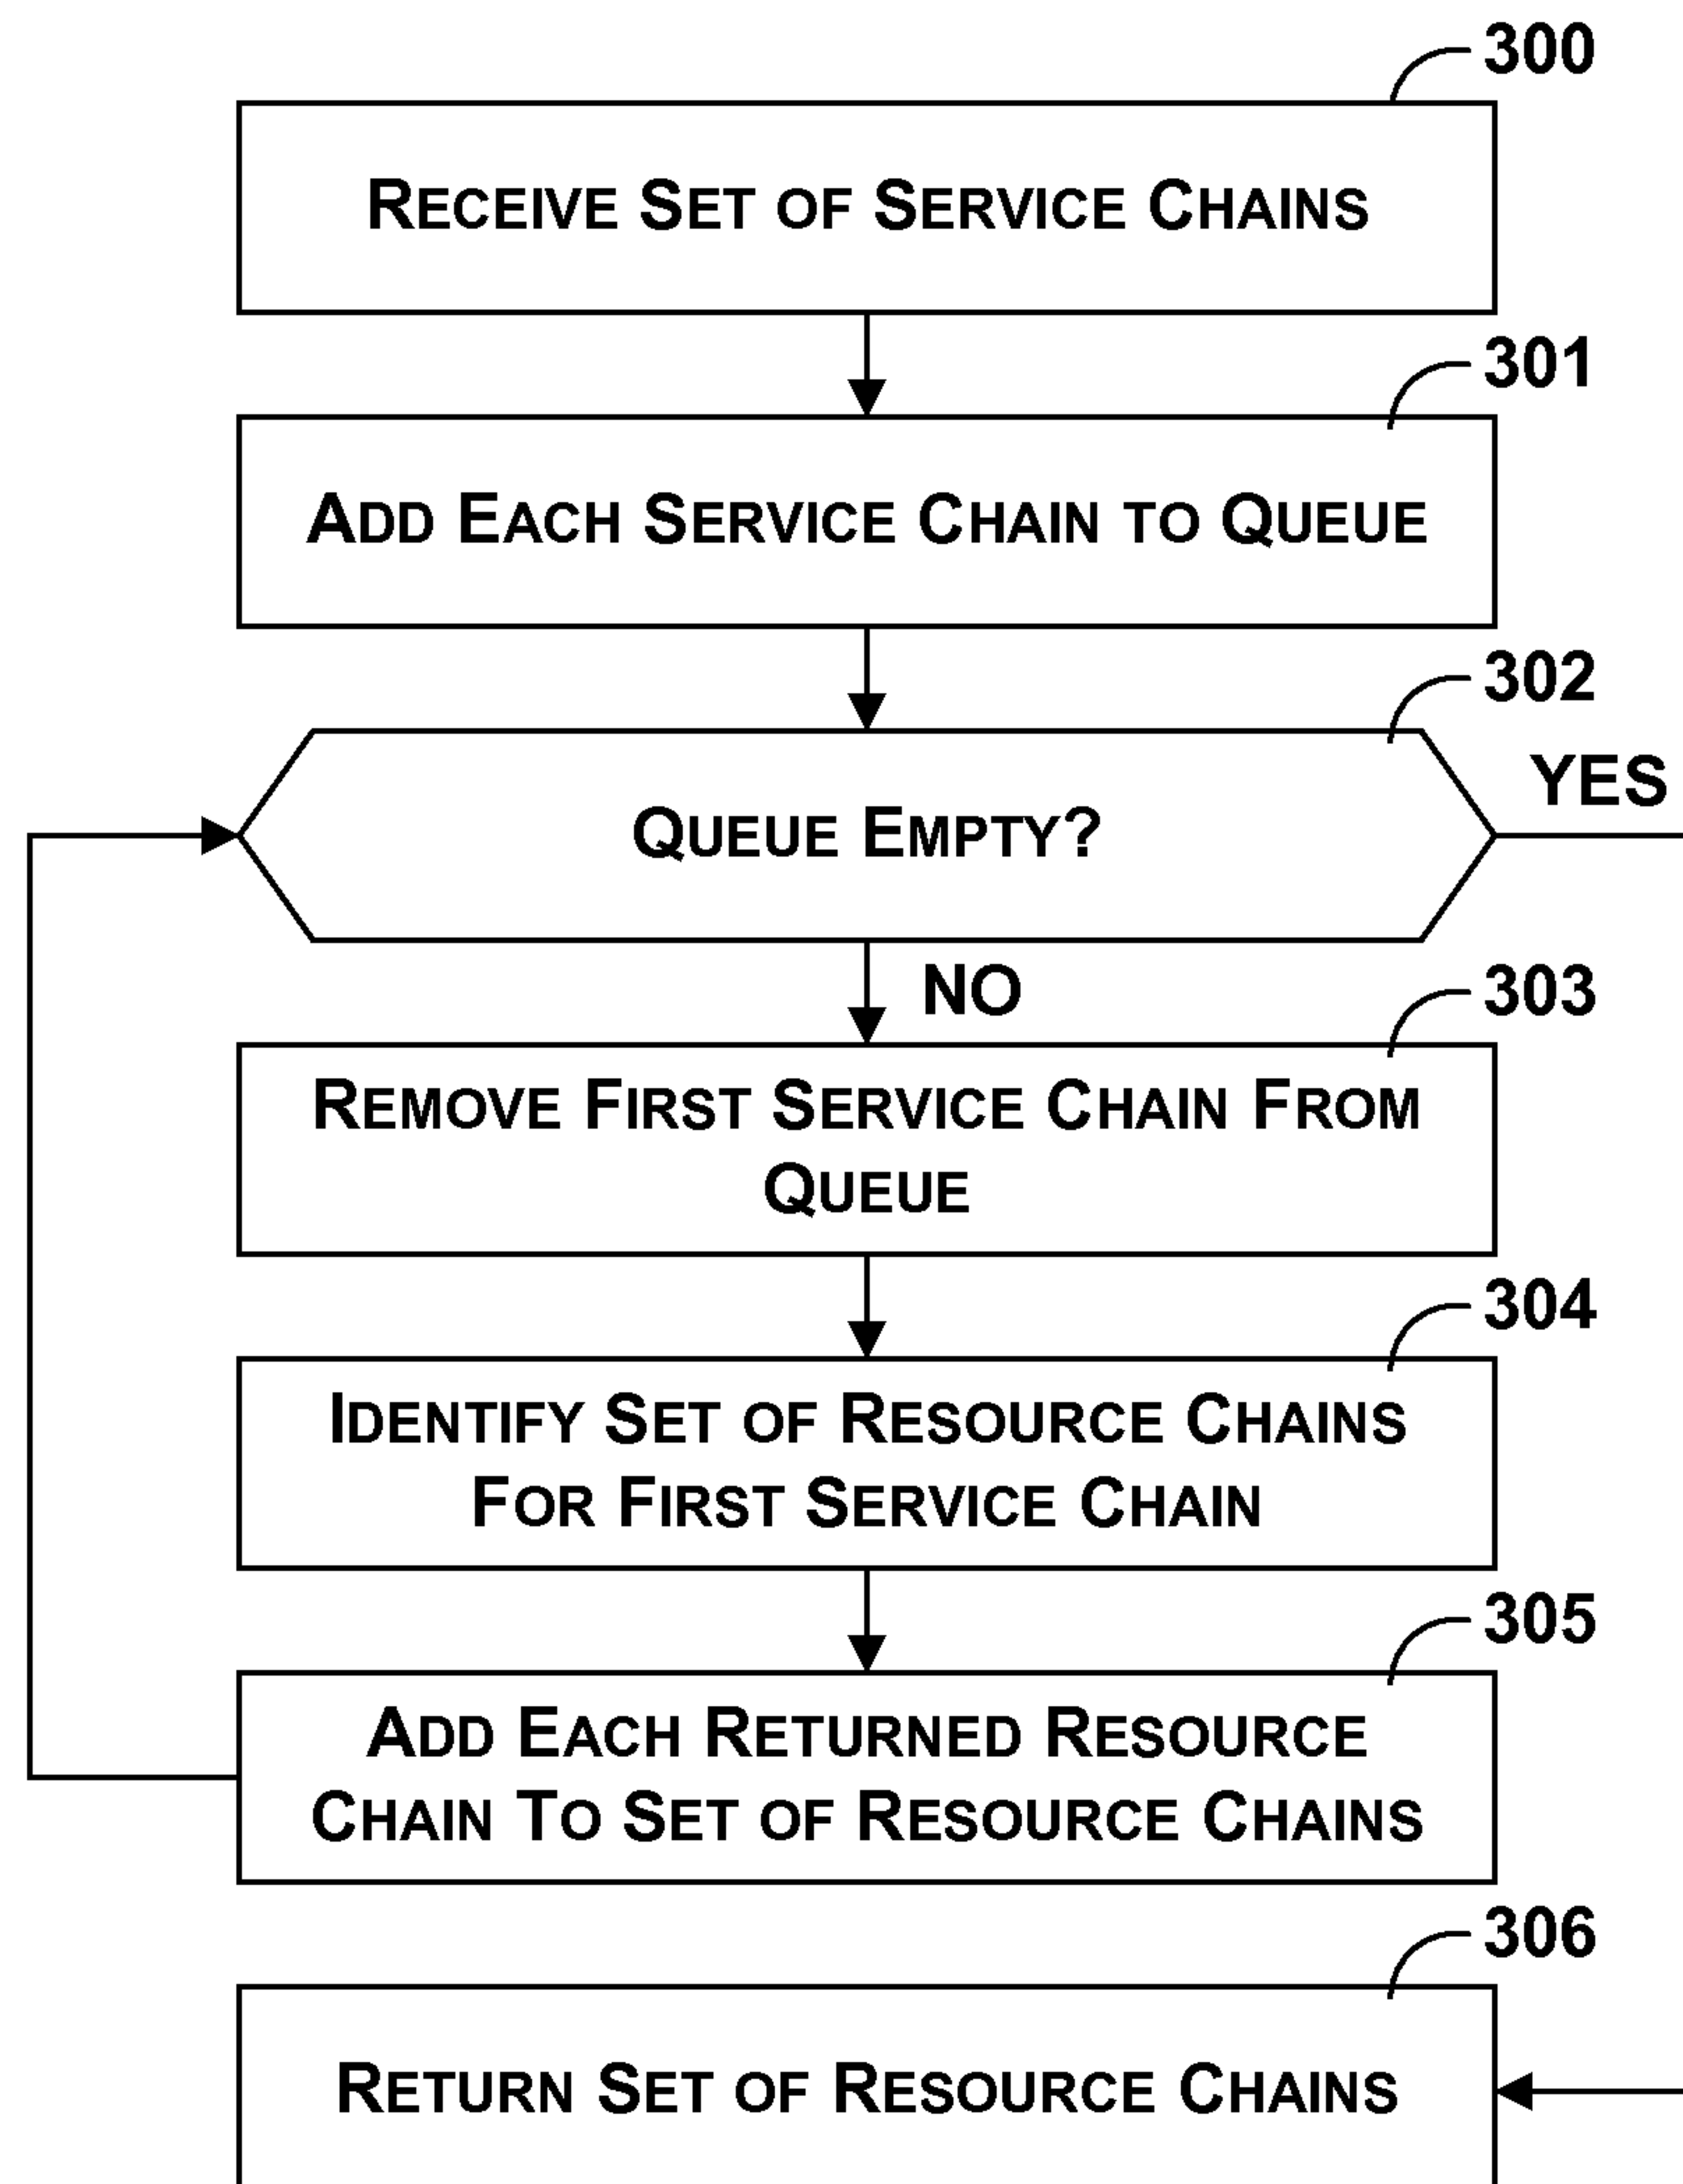 300
RECEIVE SET OF SERVICE CHAINS
301
ADD EACH SERVICE CHAIN TO QUEUE
302
YES
QUEUE EMPTY?
NO
303
REMOVE FIRST SERVICE CHAIN FROM
QUEUE
304
IDENTIFY SET OF RESOURCE CHAINS
FOR FIRST SERVICE CHAIN
305
ADD EACH RETURNED RESOURCE
CHAIN TO SET OF RESOURCE CHAINS
306
RETURN SET OF RESOURCE CHAINS